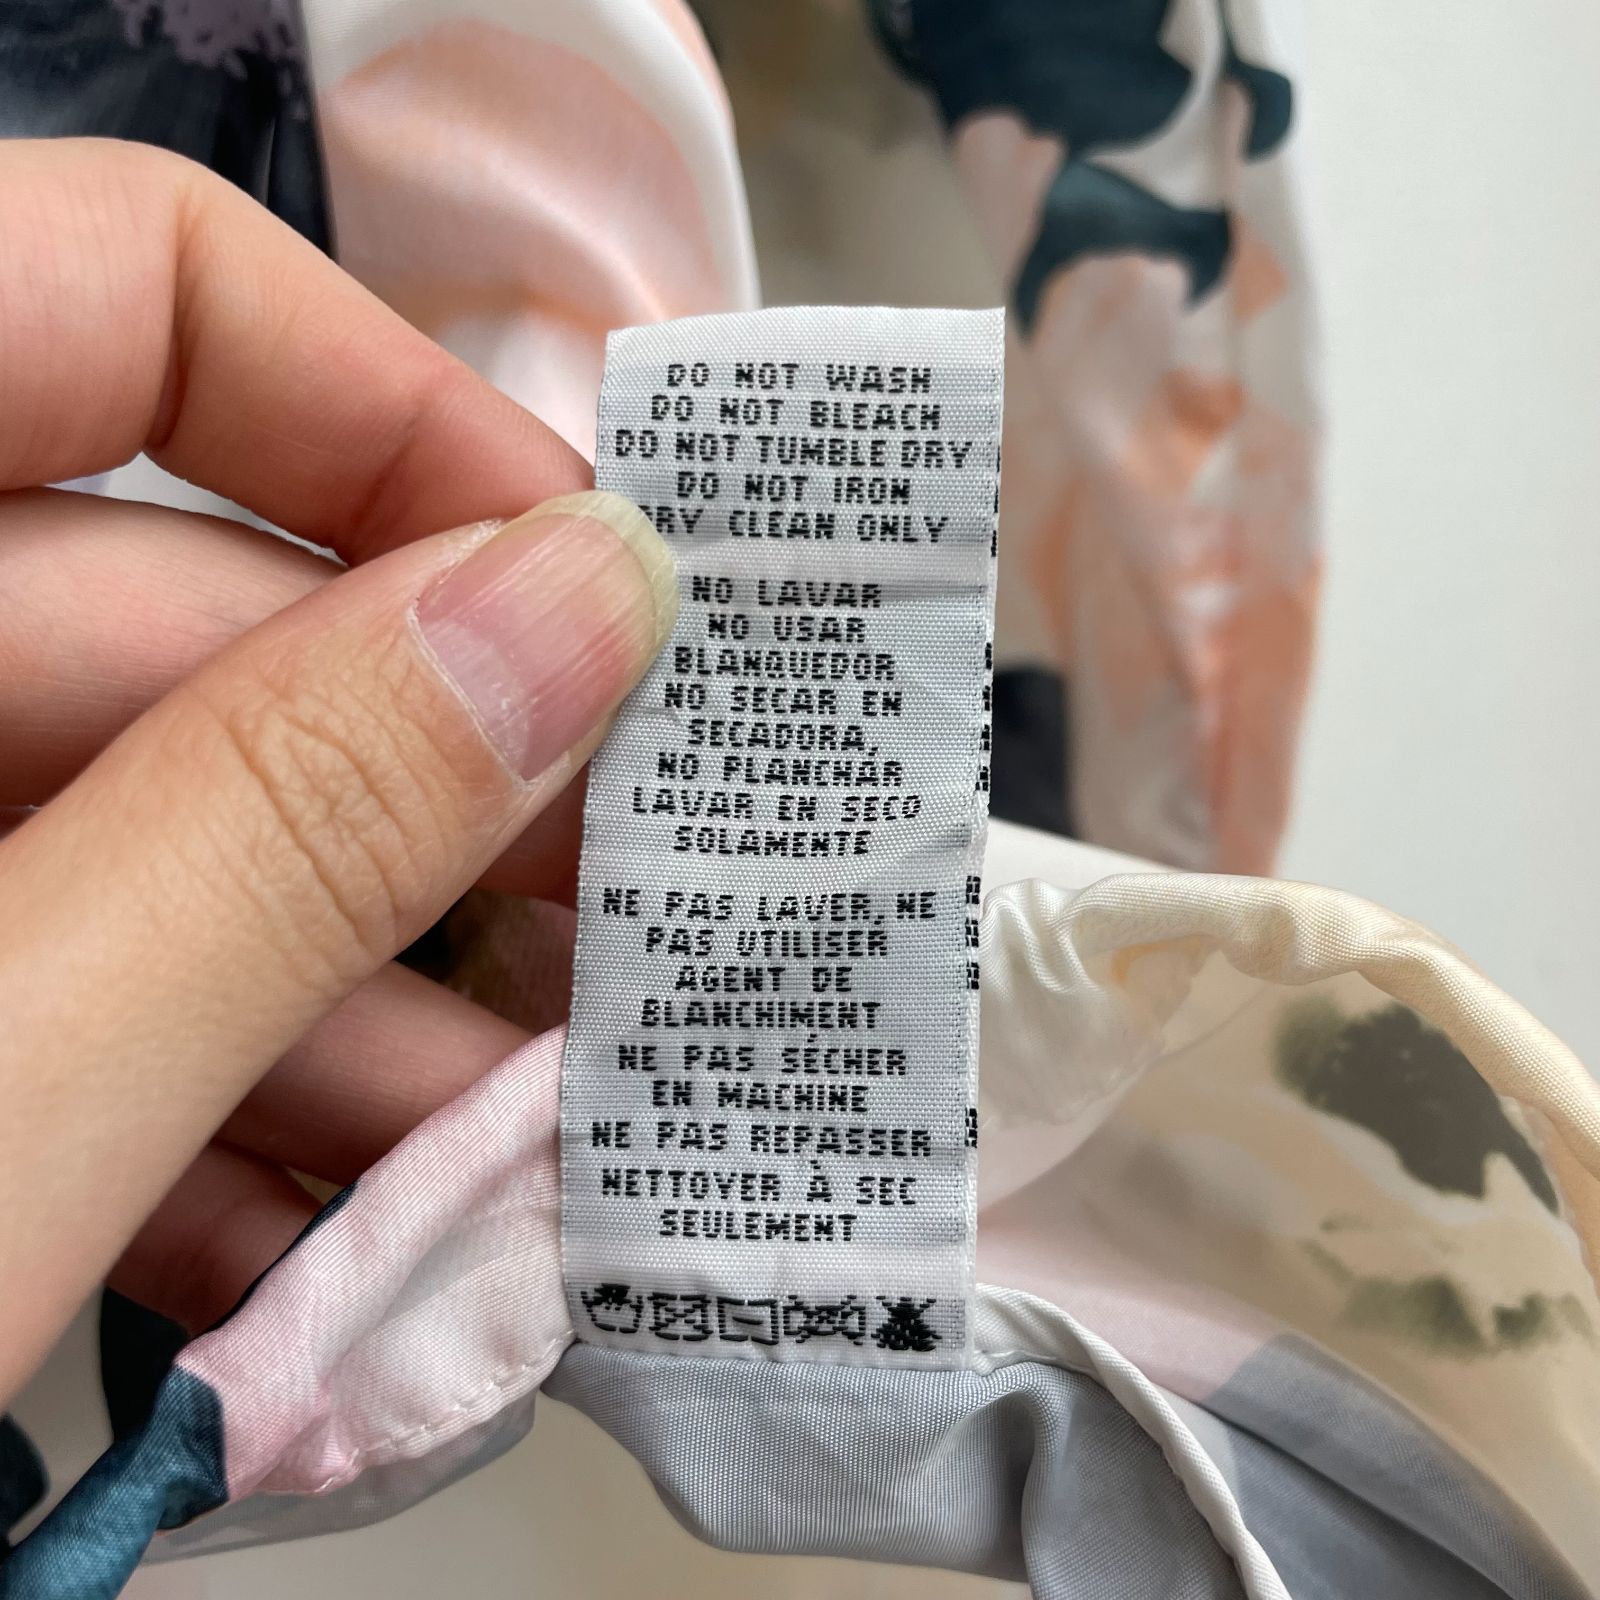 DO NOT WASH
DO NOT BLEACH
DO NOT TUMBLE DRY
DO NOT IRON
DRY CLEAN ONLY
NO LAVAR
NO USAR
BLANQUEDOR
NO SECAR EN
SECADORA,
NO PLANCHAR
LAVAR EN SECO
SOLAMENTE
NE PAS LAVER, NE
PAS UTILISER
AGENT DE
BLANCHIMENT
NE PAS SÉCHER
EN MACHINE
NE PAS REPASSER
NETTOYER À SEC
SEULEMENT